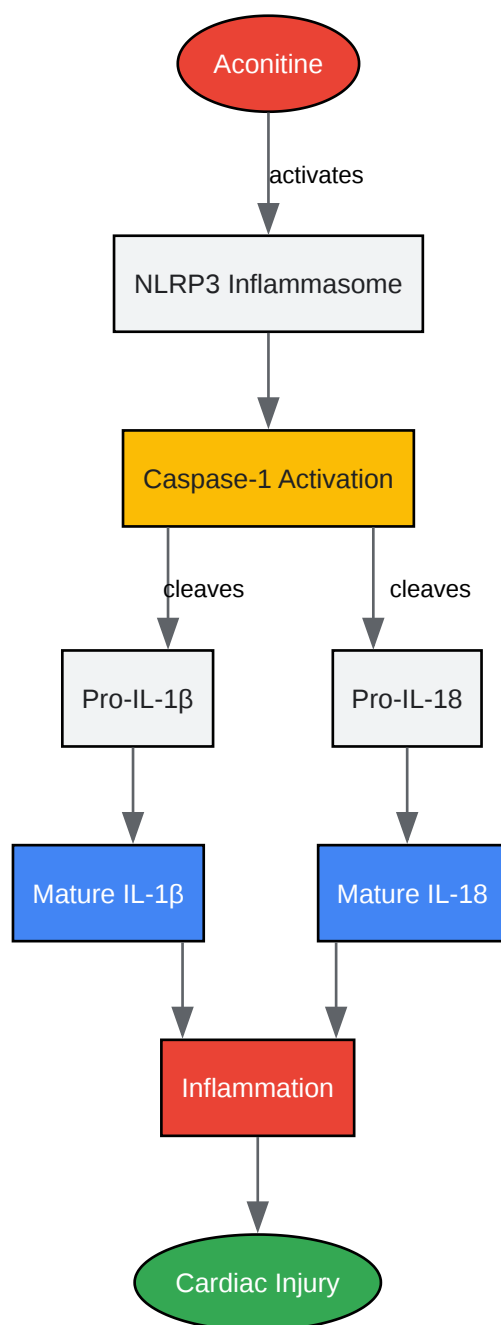 Aconitine
activates
NLRP3 Inflammasome
Caspase-1 Activation
cleaves
cleaves
Pro-IL-1β
Pro-IL-18
Mature IL-1β
Mature IL-18
Inflammation
Cardiac Injury